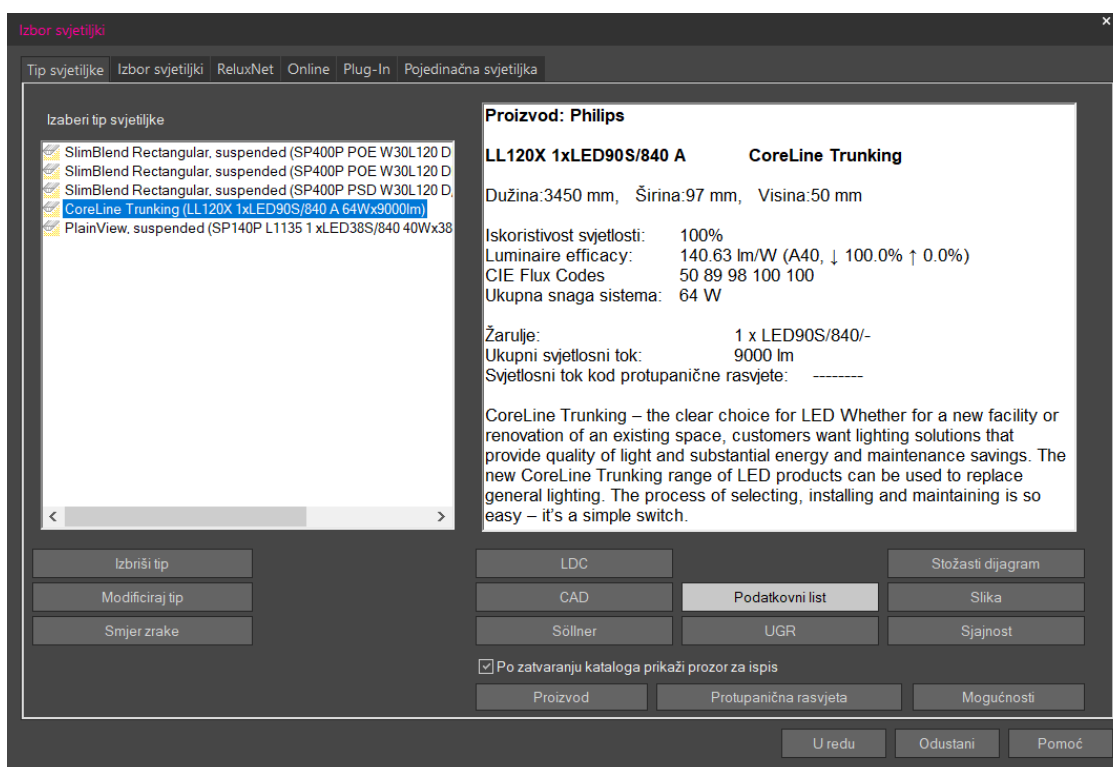 Izbor svjetiljki
×
Tip svjetiljke Izbor svjetiljki ReluxNet Online Plug-In Pojedinačna svjetiljka
Izaberi tip svjetiljke
SlimBlend Rectangular, suspended (SP400P POE W30L120 D
SlimBlend Rectangular, suspended (SP400P POE W30L120 D
SlimBlend Rectangular, suspended (SP400P PSD W30L120 D,
CoreLine Trunking (LL120X 1xLED90S/840 A 64Wx9000lm)
PlainView, suspended (SP140P L1135 1 xLED38S/840 40Wx38
Proizvod: Philips
LL120X 1xLED90S/840 A CoreLine Trunking
Dužina:3450 mm, Širina:97 mm, Visina:50 mm
Iskoristivost svjetlosti: 100%
Luminaire efficacy: 140.63 lm/W (A40, ↓ 100.0% ↑ 0.0%)
CIE Flux Codes 50 89 98 100 100
Ukupna snaga sistema: 64 W
Žarulje: 1 x LED90S/840/-
Ukupni svjetlosni tok: 9000 lm
Svjetlosni tok kod protupanične rasvjete: --------
CoreLine Trunking – the clear choice for LED Whether for a new facility or
renovation of an existing space, customers want lighting solutions that
provide quality of light and substantial energy and maintenance savings. The
new CoreLine Trunking range of LED products can be used to replace
general lighting. The process of selecting, installing and maintaining is so
easy – it's a simple switch.
Izbriši tip
Modificiraj tip
Smjer zrake
LDC Stožasti dijagram
CAD Podatkovni list Slika
Söllner UGR Sjajnost
Po zatvaranju kataloga prikaži prozor za ispis
Proizvod Protupanična rasvjeta Mogućnosti
U redu Odustani Pomoć